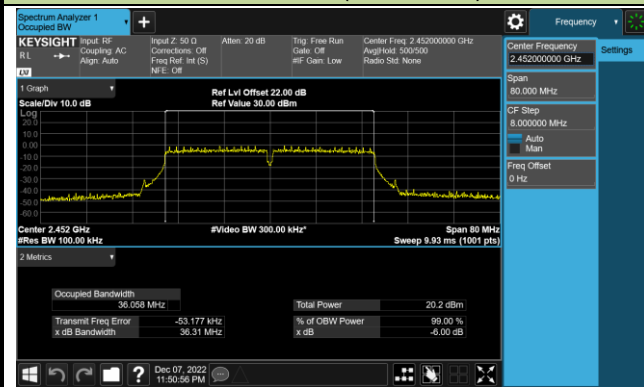 Spectrum Analyzer 1
Occupied BW
Frequency
KEYSIGHT
RL
LXI
Input: RF
Coupling: AC
Align: Auto
Input Z: 50 Ω
Corrections: Off
Freq Ref: Int (S)
NFE: Off
Atten: 20 dB
Trig: Free Run
Gate: Off
#IF Gain: Low
Center Freq: 2.452000000 GHz
Avg|Hold: 500/500
Radio Std: None
Center Frequency
2.452000000 GHz
Settings
Span
80.000 MHz
CF Step
8.000000 MHz
Auto
Man
Freq Offset
0 Hz
1 Graph
Scale/Div 10.0 dB
Ref Lvl Offset 22.00 dB
Ref Value 30.00 dBm
Log
20.0
10.0
0.00
-10.0
-20.0
-30.0
-40.0
-50.0
-60.0
Center 2.452 GHz
#Res BW 100.00 kHz
#Video BW 300.00 kHz*
Span 80 MHz
Sweep 9.93 ms (1001 pts)
2 Metrics
Occupied Bandwidth
36.058 MHz
Total Power 20.2 dBm
Transmit Freq Error -53.177 kHz
% of OBW Power 99.00 %
x dB Bandwidth 36.31 MHz
x dB -6.00 dB
Dec 07, 2022
11:50:56 PM